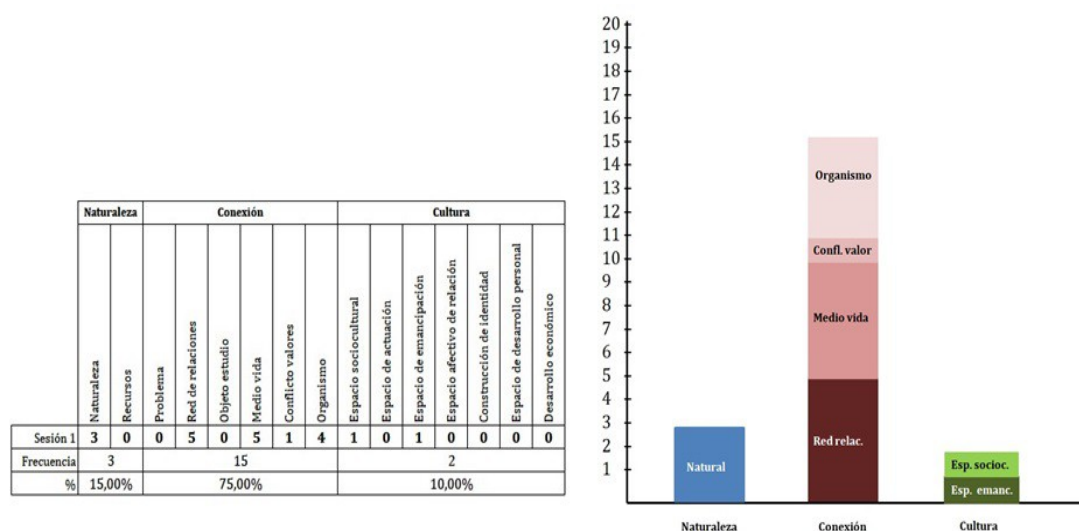 Naturaleza Conexión Cultura
Naturaleza
Recursos
Problema
Red de relaciones
Objeto estudio
Medio vida
Conflicto valores
Organismo
Espacio sociocultural
Espacio de actuación
Espacio de emancipación
Espacio afectivo de relación
Construcción de identidad
Espacio de desarrollo personal
Desarrollo económico
Sesión 1 3 0 0 5 0 5 1 4 1 0 1 0 0 0 0
Frecuencia 3 15 2
% 15,00% 75,00% 10,00%
20
19
18
17
16
15
14
13
12
11
10
9
8
7
6
5
4
3
2
1
Organismo
Confl. valor
Medio vida
Red relac.
Natural
Esp. socioc.
Esp. emanc.
Naturaleza Conexión Cultura